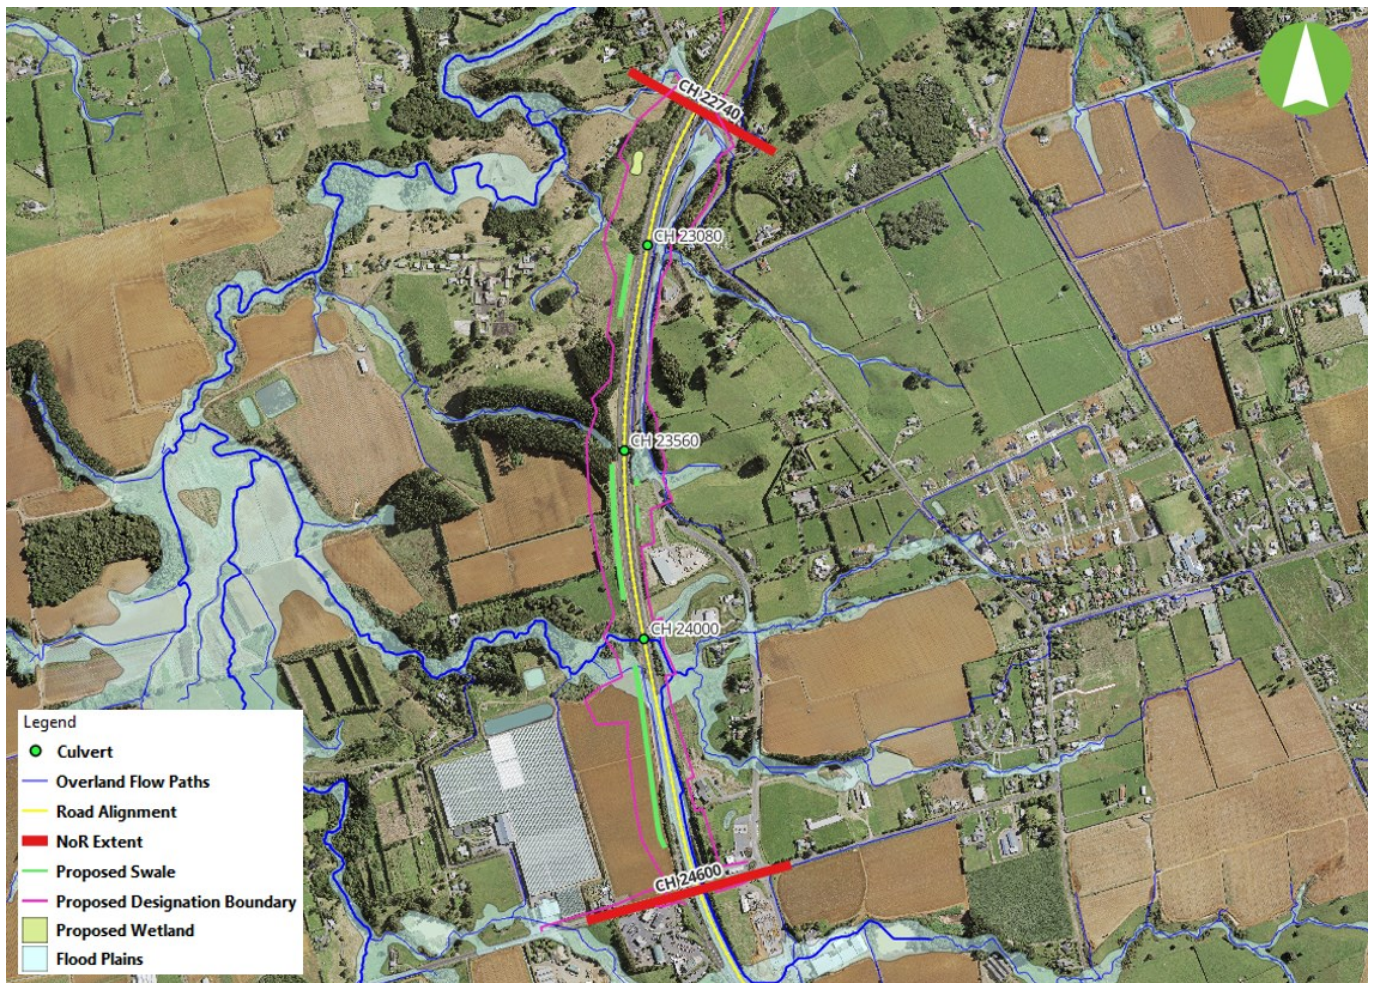 CH 22740
CH 23080
CH 23560
CH 24000
CH 24600
Legend
Culvert
Overland Flow Paths
Road Alignment
NoR Extent
Proposed Swale
Proposed Designation Boundary
Proposed Wetland
Flood Plains